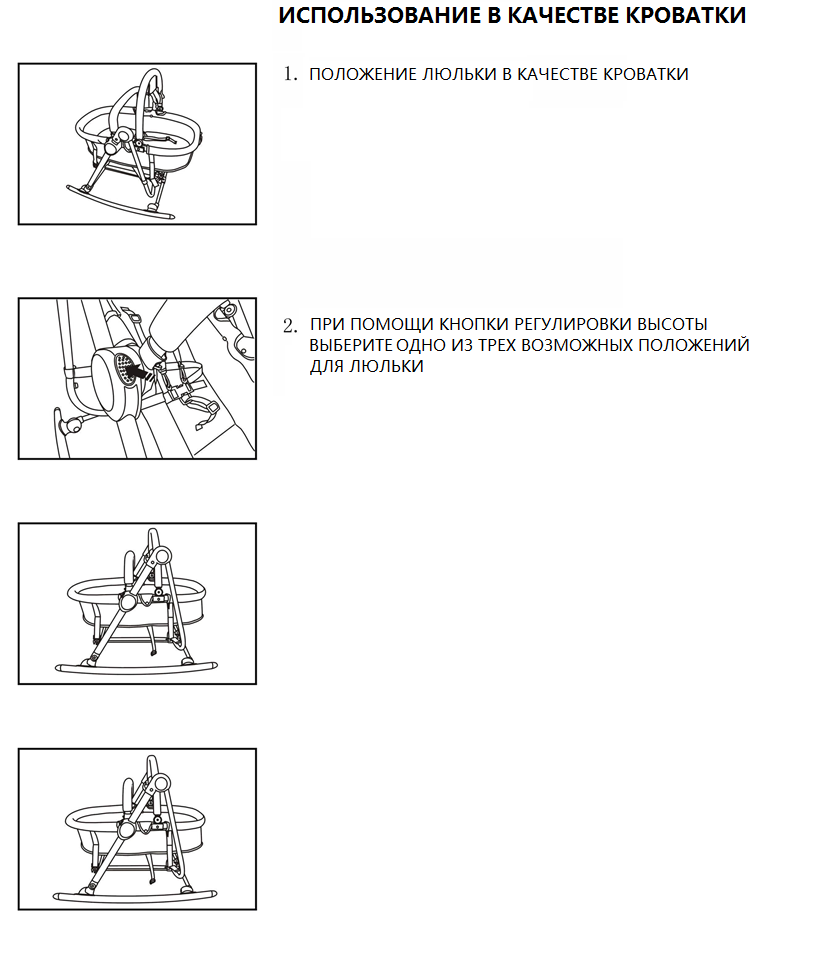 ИСПОЛЬЗОВАНИЕ В КАЧЕСТВЕ КРОВАТКИ
1. ПОЛОЖЕНИЕ ЛЮЛЬКИ В КАЧЕСТВЕ КРОВАТКИ
2. ПРИ ПОМОЩИ КНОПКИ РЕГУЛИРОВКИ ВЫСОТЫ
ВЫБЕРИТЕ ОДНО ИЗ ТРЕХ ВОЗМОЖНЫХ ПОЛОЖЕНИЙ
ДЛЯ ЛЮЛЬКИ